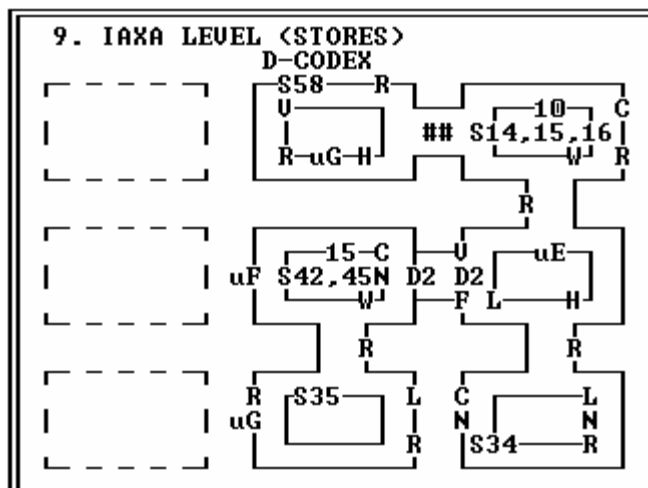 9. IAXA LEVEL (STORES)
D-CODEX
S58 R
V 10 C
## S14,15,16
R uG H W R
R
15 C V uE
uF S42,45N D2 D2
W F L H
R R
R S35 L C L
uG N N
R S34 R